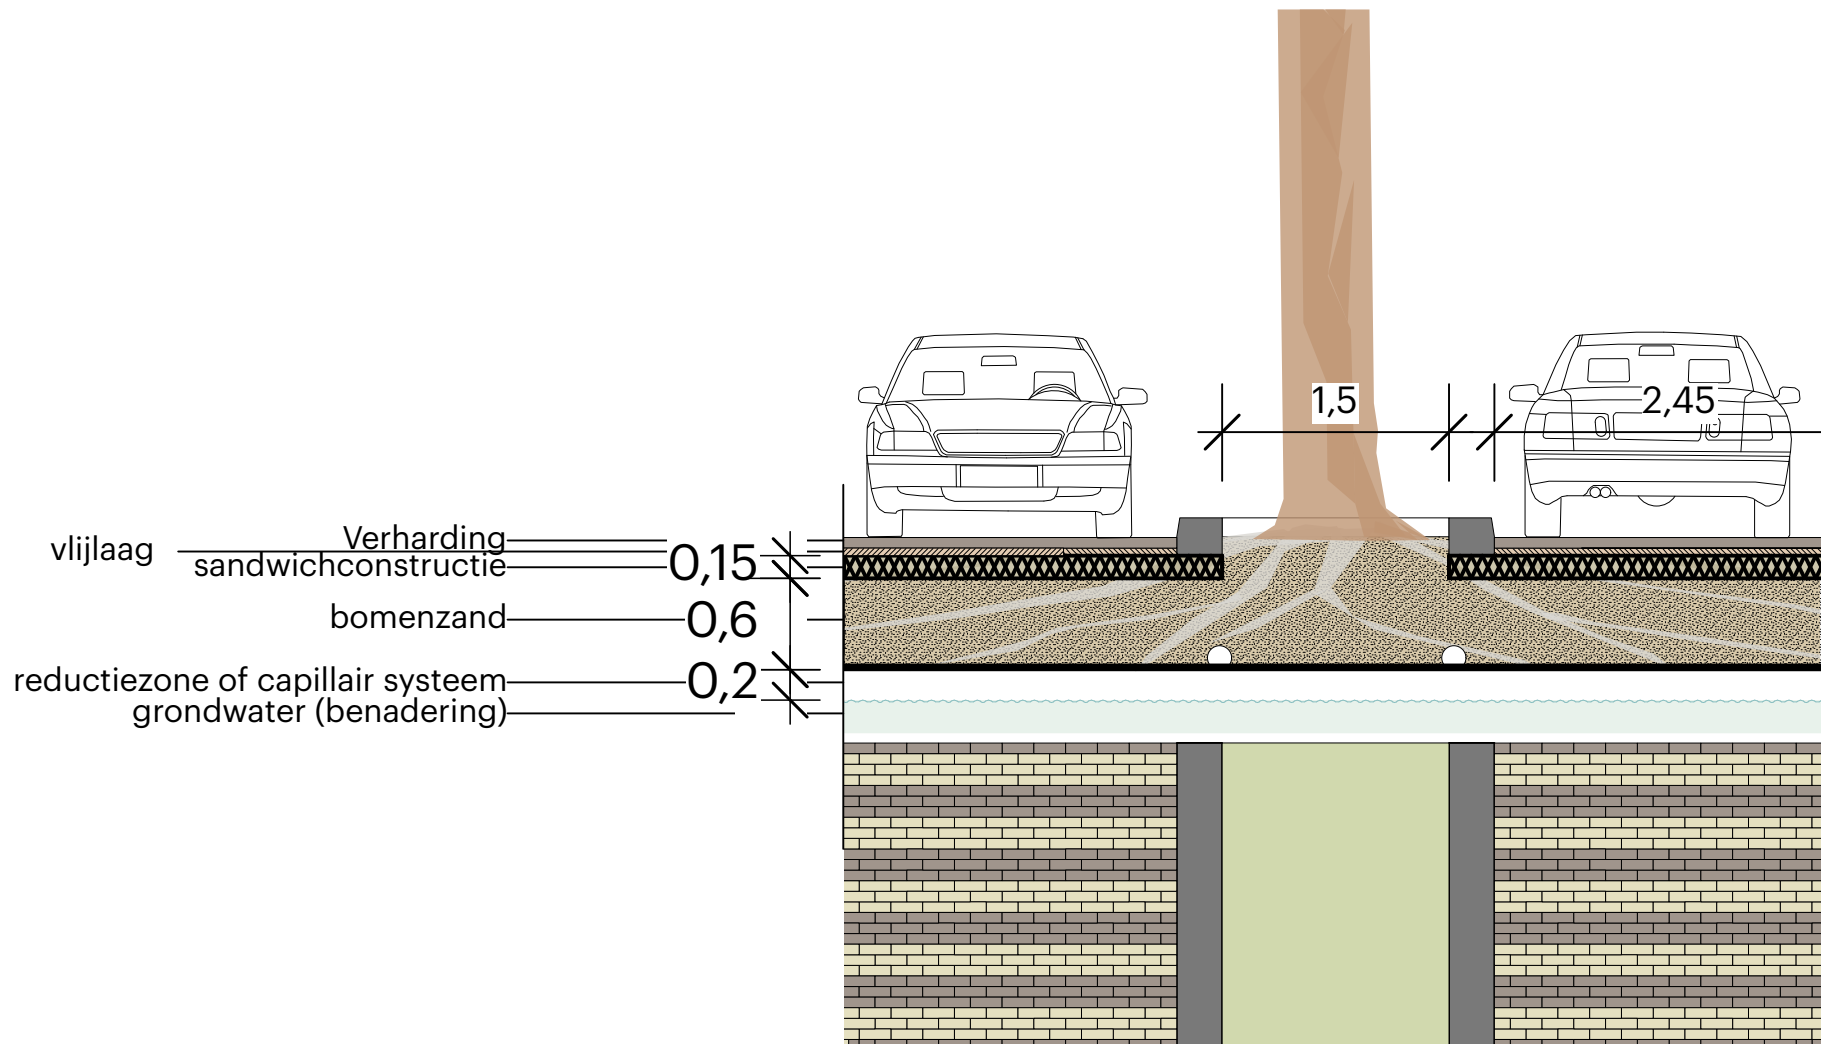 1,5
2,45
Verharding
vlijlaag
sandwichconstructie
0,15
bomenzand
0,6
reductiezone of capillair systeem
0,2
grondwater (benadering)